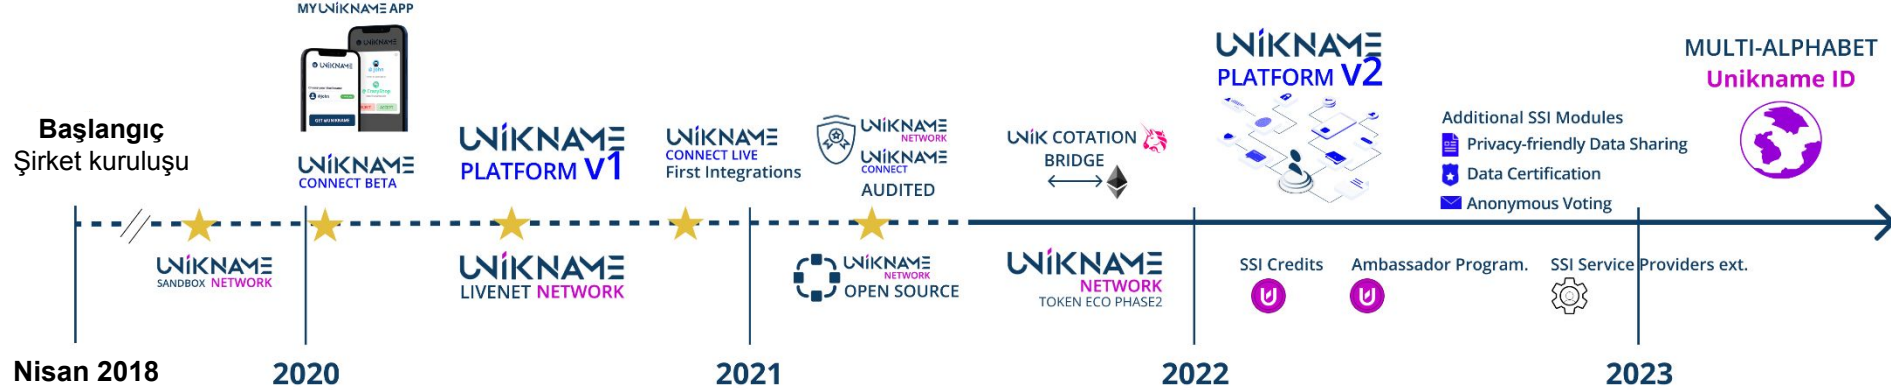 Başlangıç
Şirket kuruluşu
Nisan 2018
UNIKNAME
SANDBOX NETWORK
2020
MY UNIKNAME APP
UNIKNAME
CONNECT BETA
UNIKNAME
PLATFORM V1
UNIKNAME
LIVENET NETWORK
UNIKNAME
CONNECT LIVE
First Integrations
2021
UNIKNAME
NETWORK
UNIKNAME
CONNECT
AUDITED
UNIKNAME
NETWORK
OPEN SOURCE
UNIK COTATION
BRIDGE
UNIKNAME
NETWORK
TOKEN ECO PHASE2
2022
UNIKNAME
PLATFORM V2
SSI Credits
Ambassador Program.
SSI Service Providers ext.
Additional SSI Modules
Privacy-friendly Data Sharing
Data Certification
Anonymous Voting
2023
MULTI-ALPHABET
Unikname ID